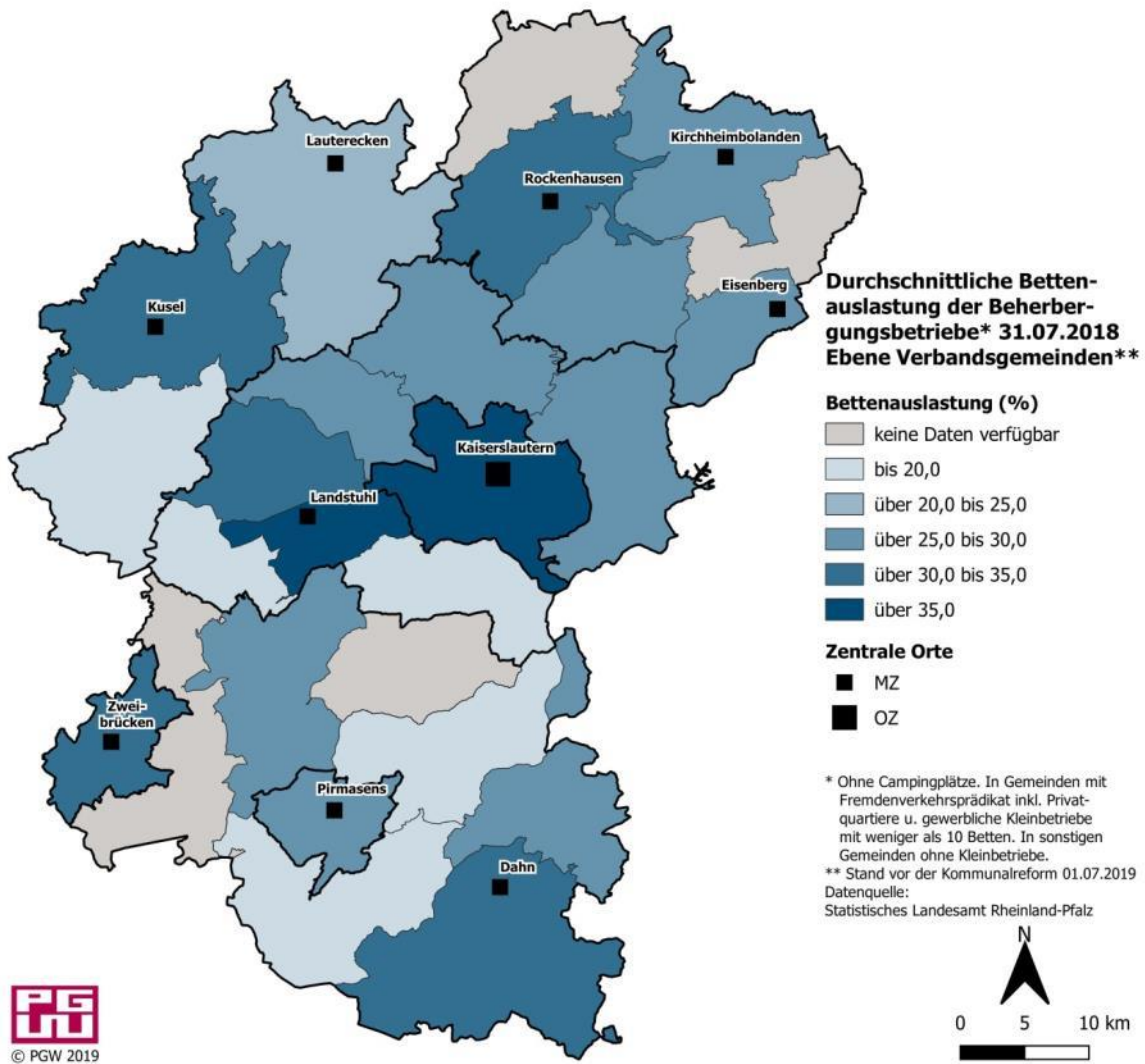 Lauterecken
Kirchheimbolanden
Rockenhausen
Eisenberg
Kusel
Kaiserslautern
Landstuhl
Zwei-
brücken
Pirmasens
Dahn
Durchschnittliche Betten-
auslastung der Beherber-
gungsbetriebe* 31.07.2018
Ebene Verbandsgemeinden**
Bettenauslastung (%)
keine Daten verfügbar
bis 20,0
über 20,0 bis 25,0
über 25,0 bis 30,0
über 30,0 bis 35,0
über 35,0
Zentrale Orte
MZ
OZ
* Ohne Campingplätze. In Gemeinden mit
Fremdenverkehrsprädikat inkl. Privat-
quartiere u. gewerbliche Kleinbetriebe
mit weniger als 10 Betten. In sonstigen
Gemeinden ohne Kleinbetriebe.
** Stand vor der Kommunalreform 01.07.2019
Datenquelle:
Statistisches Landesamt Rheinland-Pfalz
N
0 5 10 km
PGW
© PGW 2019